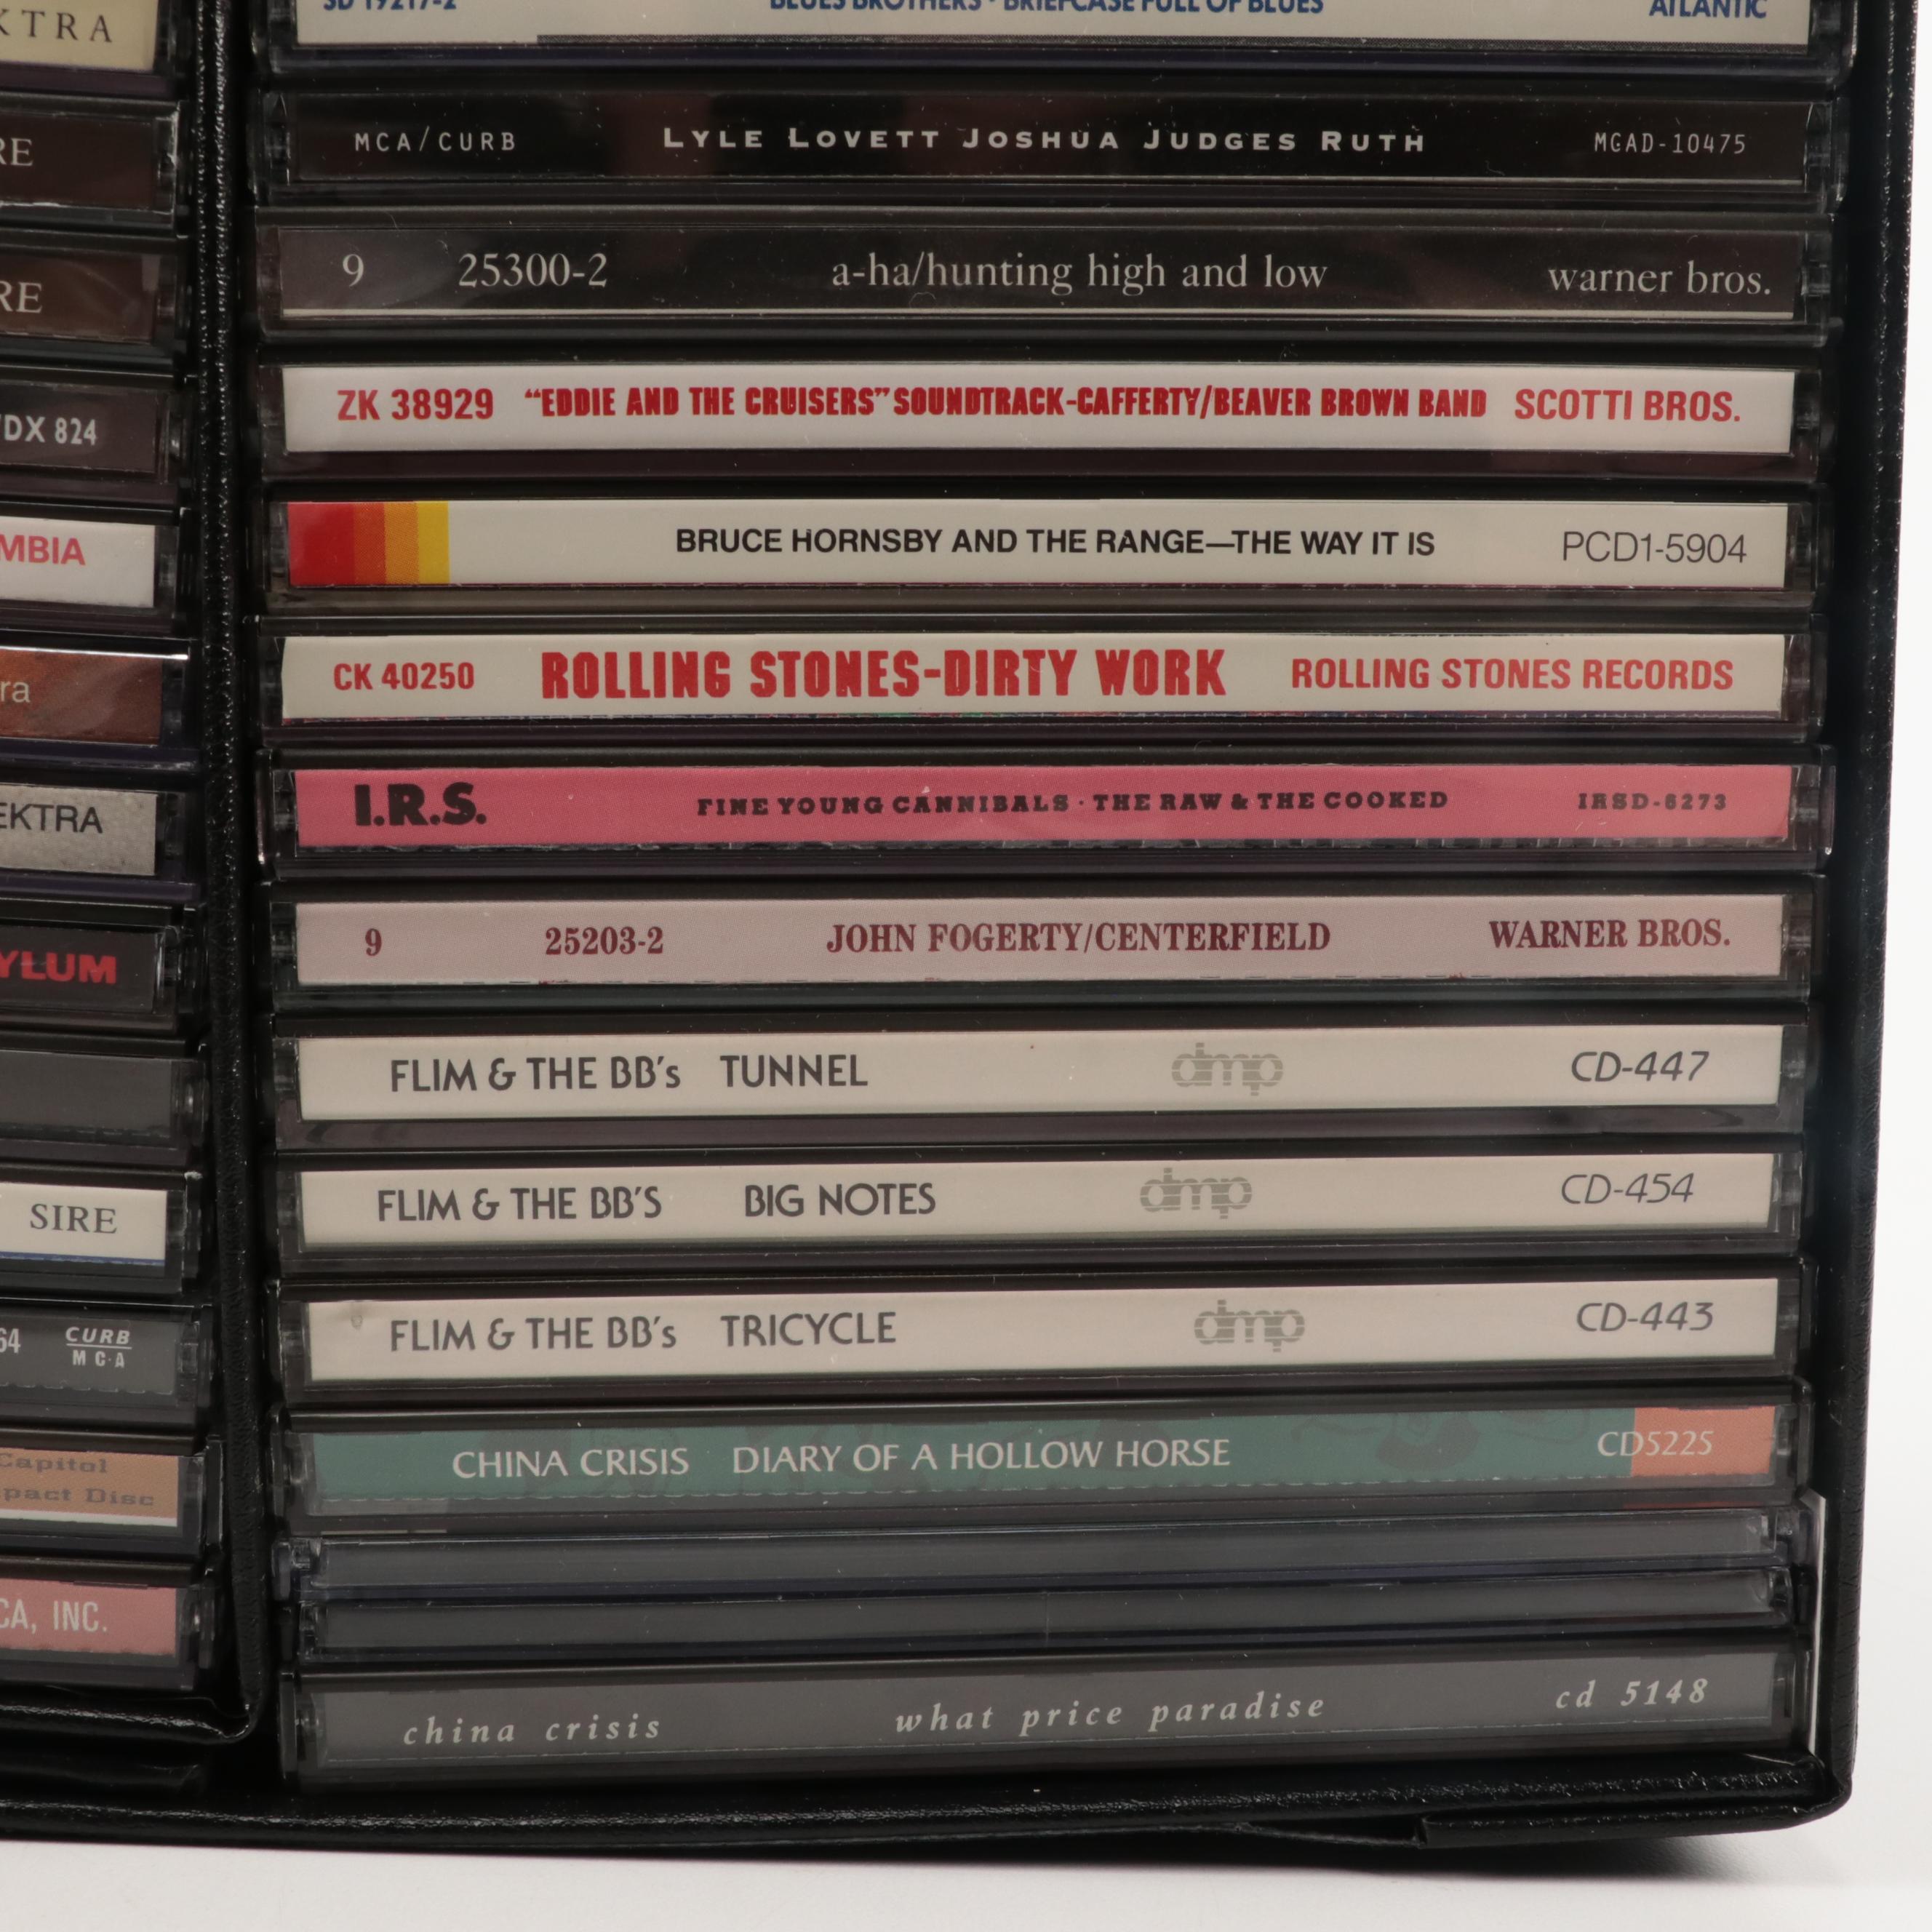 KTRA
RE
RE
DX 824
MBIA
ra
EKTRA
YLUM
SIRE
64 CURB
MCA
Capitol
pact Disc
CA, INC.
SD 19217-2 BLUES BROTHERS • BRIEFCASE FULL OF BLUES ATLANTIC
MCA/CURB LYLE LOVETT JOSHUA JUDGES RUTH MCAD-10475
9 25300-2 a-ha/hunting high and low warner bros.
ZK 38929 "EDDIE AND THE CRUISERS" SOUNDTRACK-CAFFERTY/BEAVER BROWN BAND SCOTTI BROS.
BRUCE HORNSBY AND THE RANGE—THE WAY IT IS PCD1-5904
CK 40250 ROLLING STONES-DIRTY WORK ROLLING STONES RECORDS
I.R.S. FINE YOUNG CANNIBALS · THE RAW & THE COOKED IRSD-6273
9 25203-2 JOHN FOGERTY/CENTERFIELD WARNER BROS.
FLIM & THE BB's TUNNEL dmp CD-447
FLIM & THE BB'S BIG NOTES dmp CD-454
FLIM & THE BB's TRICYCLE dmp CD-443
CHINA CRISIS DIARY OF A HOLLOW HORSE CD5225
china crisis what price paradise cd 5148